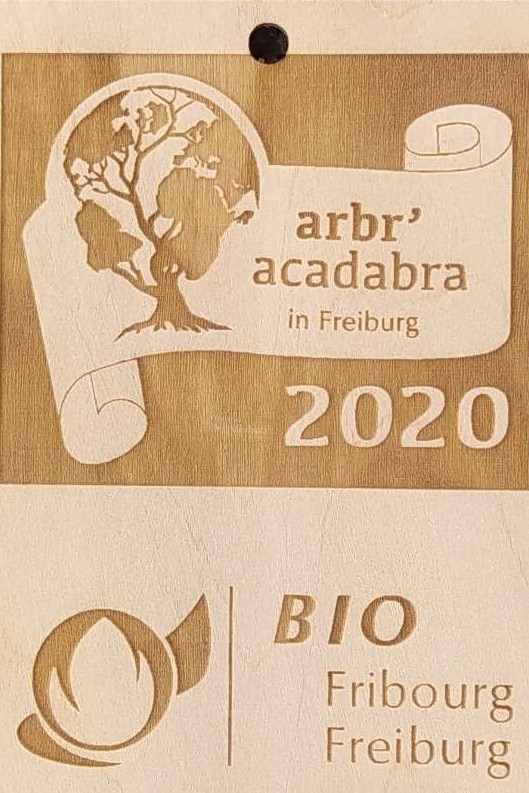 arbr’
acadabra
in Freiburg
2020
BIO
Fribourg
Freiburg